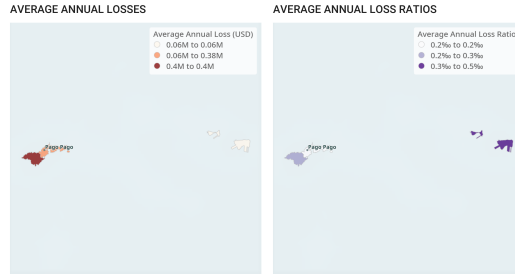 AVERAGE ANNUAL LOSSES
Average Annual Loss (USD)
0.06M to 0.06M
0.06M to 0.38M
0.4M to 0.4M
Pago Pago
AVERAGE ANNUAL LOSS RATIOS
Average Annual Loss Ratio
0.2‰ to 0.2‰
0.2‰ to 0.3‰
0.3‰ to 0.5‰
Pago Pago